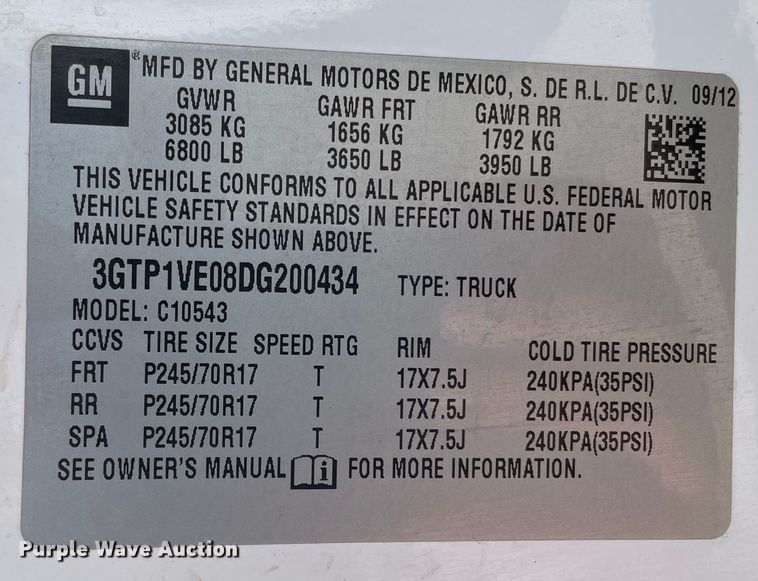 GM ® MFD BY GENERAL MOTORS DE MEXICO, S. DE R.L. DE C.V. 09/12
GVWR GAWR FRT GAWR RR
3085 KG 1656 KG 1792 KG
6800 LB 3650 LB 3950 LB
THIS VEHICLE CONFORMS TO ALL APPLICABLE U.S. FEDERAL MOTOR
VEHICLE SAFETY STANDARDS IN EFFECT ON THE DATE OF
MANUFACTURE SHOWN ABOVE.
3GTP1VE08DG200434 TYPE: TRUCK
MODEL: C10543
CCVS TIRE SIZE SPEED RTG RIM COLD TIRE PRESSURE
FRT P245/70R17 T 17X7.5J 240KPA(35PSI)
RR P245/70R17 T 17X7.5J 240KPA(35PSI)
SPA P245/70R17 T 17X7.5J 240KPA(35PSI)
SEE OWNER'S MANUAL i FOR MORE INFORMATION.
Purple Wave Auction